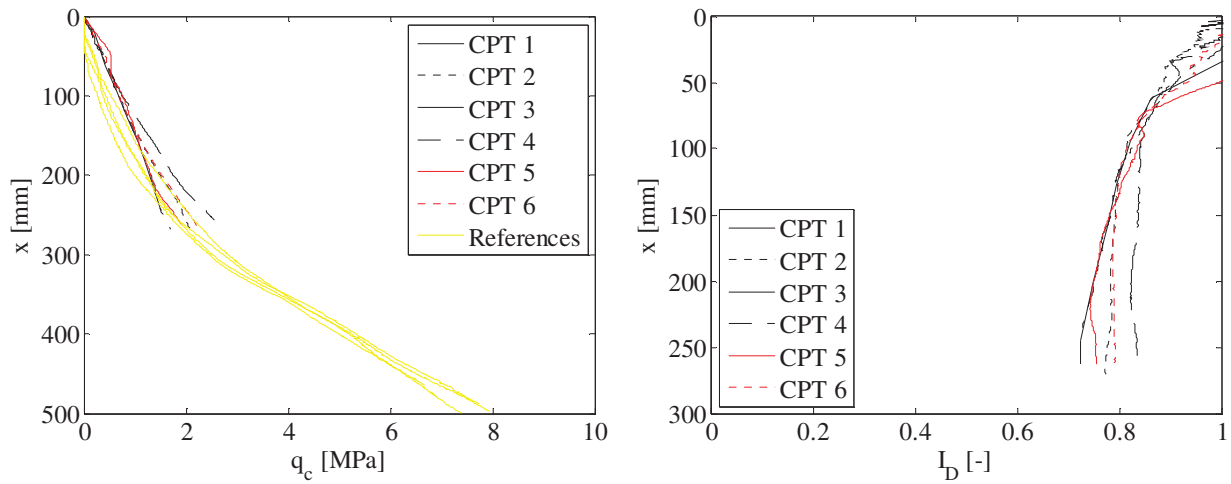 0
100
200
300
400
500
x [mm]
0
2
4
6
8
10
q_c [MPa]
CPT 1
CPT 2
CPT 3
CPT 4
CPT 5
CPT 6
References
0
50
100
150
200
250
300
x [mm]
0
0.2
0.4
0.6
0.8
1
I_D [-]
CPT 1
CPT 2
CPT 3
CPT 4
CPT 5
CPT 6